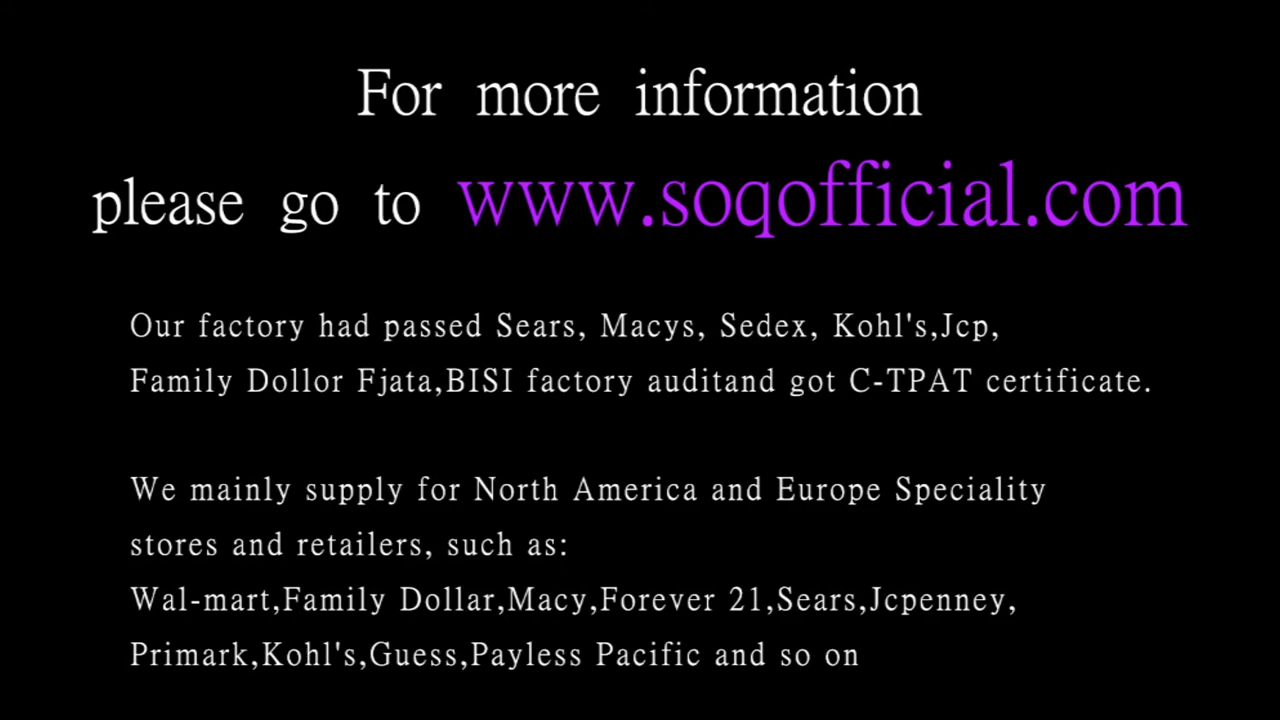 For more information
please go to www.soqofficial.com
Our factory had passed Sears, Macys, Sedex, Kohl's,Jcp,
Family Dollor Fjata,BISI factory auditand got C-TPAT certificate.
We mainly supply for North America and Europe Speciality
stores and retailers, such as:
Wal-mart,Family Dollar,Macy,Forever 21,Sears,Jcpenney,
Primark,Kohl's,Guess,Payless Pacific and so on